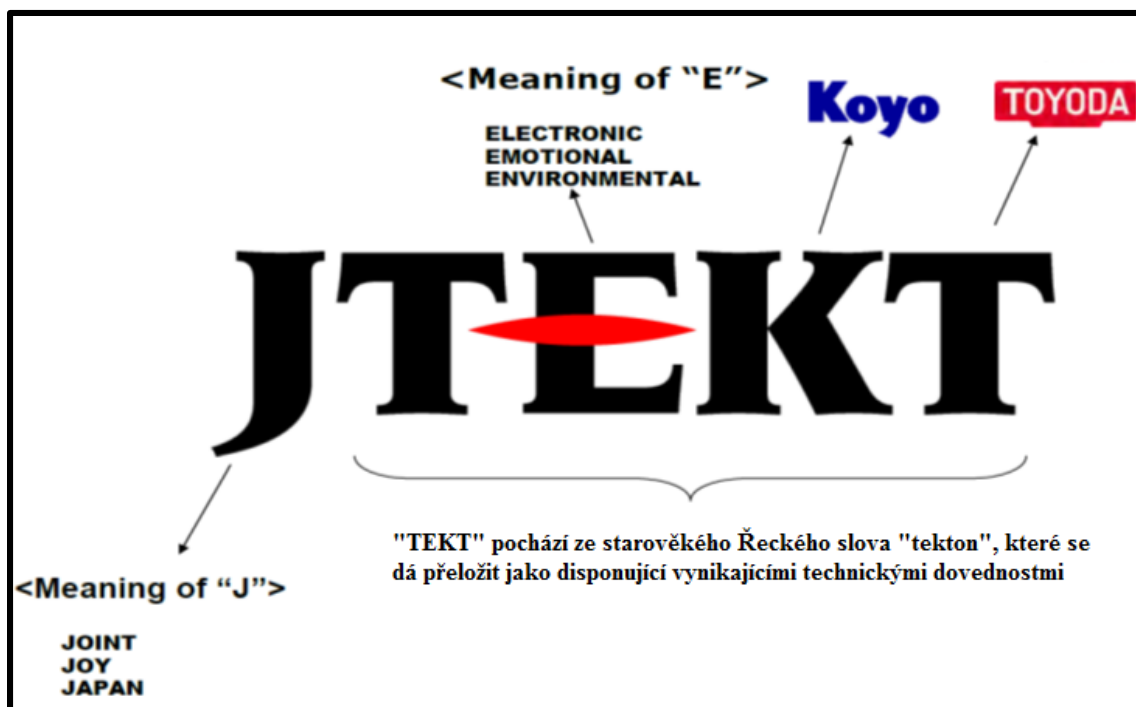 <Meaning of “E”>
ELECTRONIC
EMOTIONAL
ENVIRONMENTAL
Koyo
TOYODA
JTEKT
"TEKT" pochází ze starověkého Řeckého slova "tekton", které se
dá přeložit jako disponující vynikajícími technickými dovednostmi
<Meaning of “J”>
JOINT
JOY
JAPAN